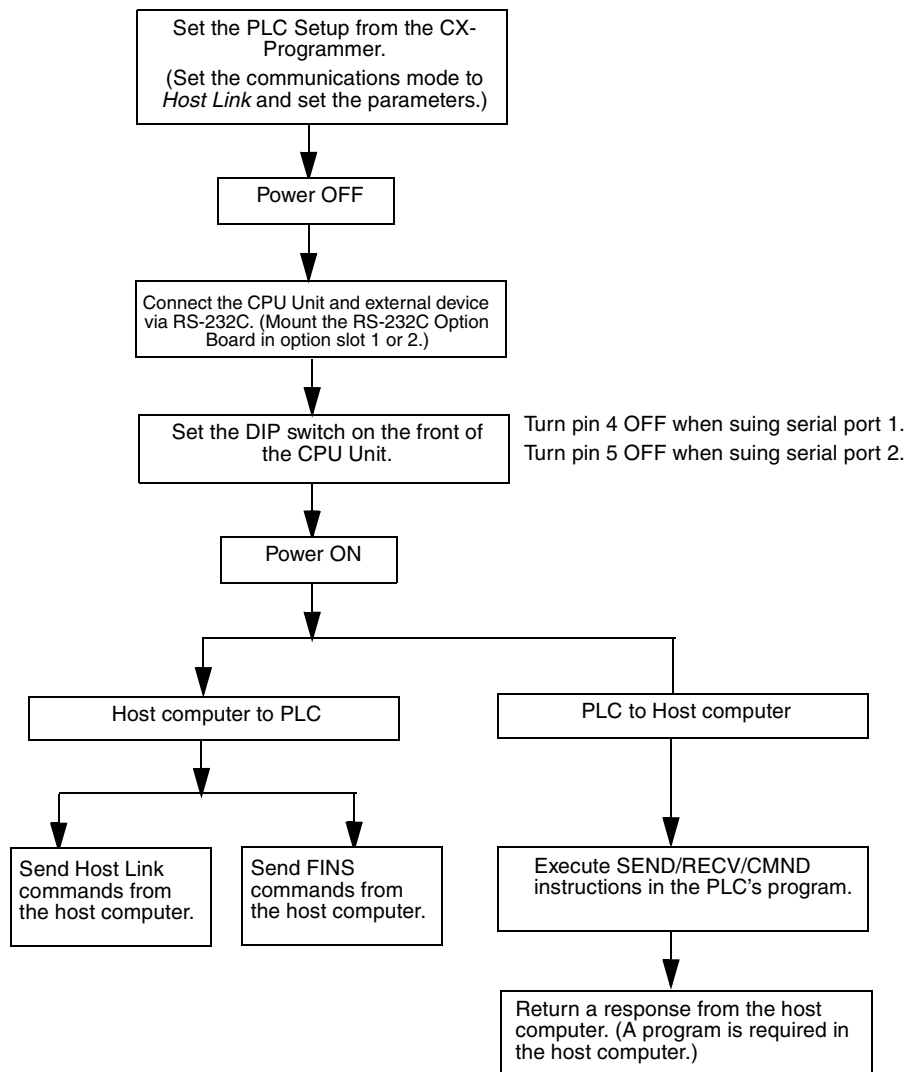 Set the PLC Setup from the CX-
Programmer.
(Set the communications mode to
Host Link and set the parameters.)
Power OFF
Connect the CPU Unit and external device
via RS-232C. (Mount the RS-232C Option
Board in option slot 1 or 2.)
Set the DIP switch on the front of
the CPU Unit.
Turn pin 4 OFF when suing serial port 1.
Turn pin 5 OFF when suing serial port 2.
Power ON
Host computer to PLC
PLC to Host computer
Send Host Link
commands from
the host computer.
Send FINS
commands from
the host computer.
Execute SEND/RECV/CMND
instructions in the PLC's program.
Return a response from the host
computer. (A program is required in
the host computer.)